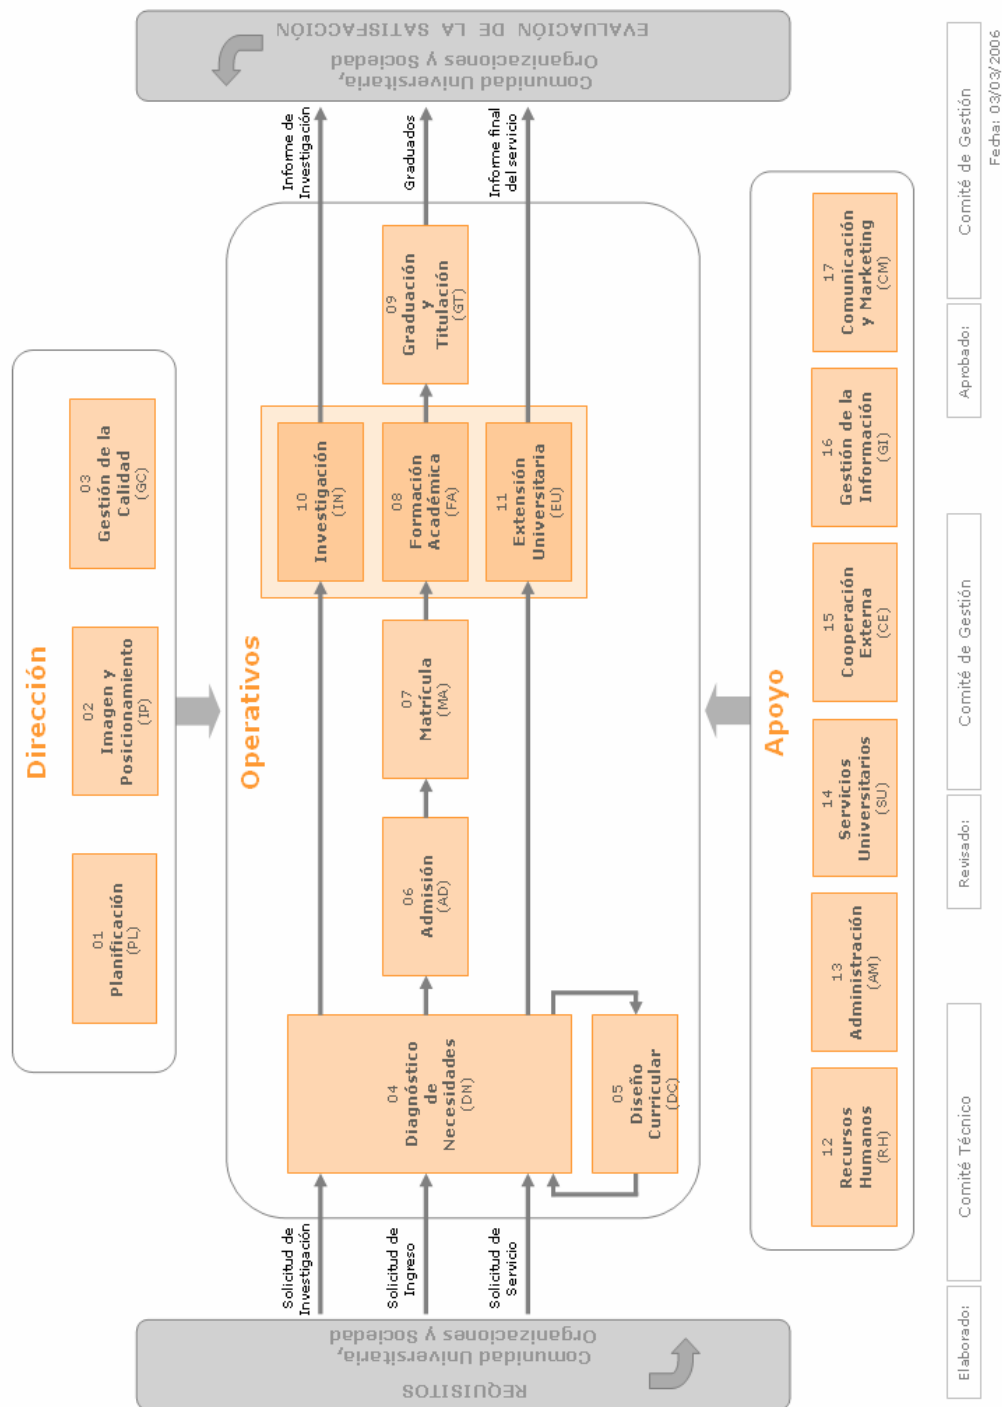 REQUISITOS
Comunidad Universitaria,
Organizaciones y Sociedad
Dirección
01
Planificación
(PL)
02
Imagen y
Posicionamiento
(IP)
03
Gestión de la
Calidad
(GC)
Operativos
Solicitud de
Investigación
Solicitud de
Ingreso
Solicitud de
Servicio
04
Diagnóstico
de
Necesidades
(DN)
05
Diseño
Curricular
(DC)
06
Admisión
(AD)
07
Matrícula
(MA)
10
Investigación
(IN)
08
Formación
Académica
(FA)
11
Extensión
Universitaria
(EU)
09
Graduación
y
Titulación
(GT)
Informe de
Investigación
Graduados
Informe final
del servicio
Comunidad Universitaria,
Organizaciones y Sociedad
EVALUACIÓN DE LA SATISFACCIÓN
Apoyo
12
Recursos
Humanos
(RH)
13
Administración
(AM)
14
Servicios
Universitarios
(SU)
15
Cooperación
Externa
(CE)
16
Gestión de la
Información
(GI)
17
Comunicación
y Marketing
(CM)
Elaborado:
Comité Técnico
Revisado:
Comité de Gestión
Aprobado:
Comité de Gestión
Fecha: 03/03/2006